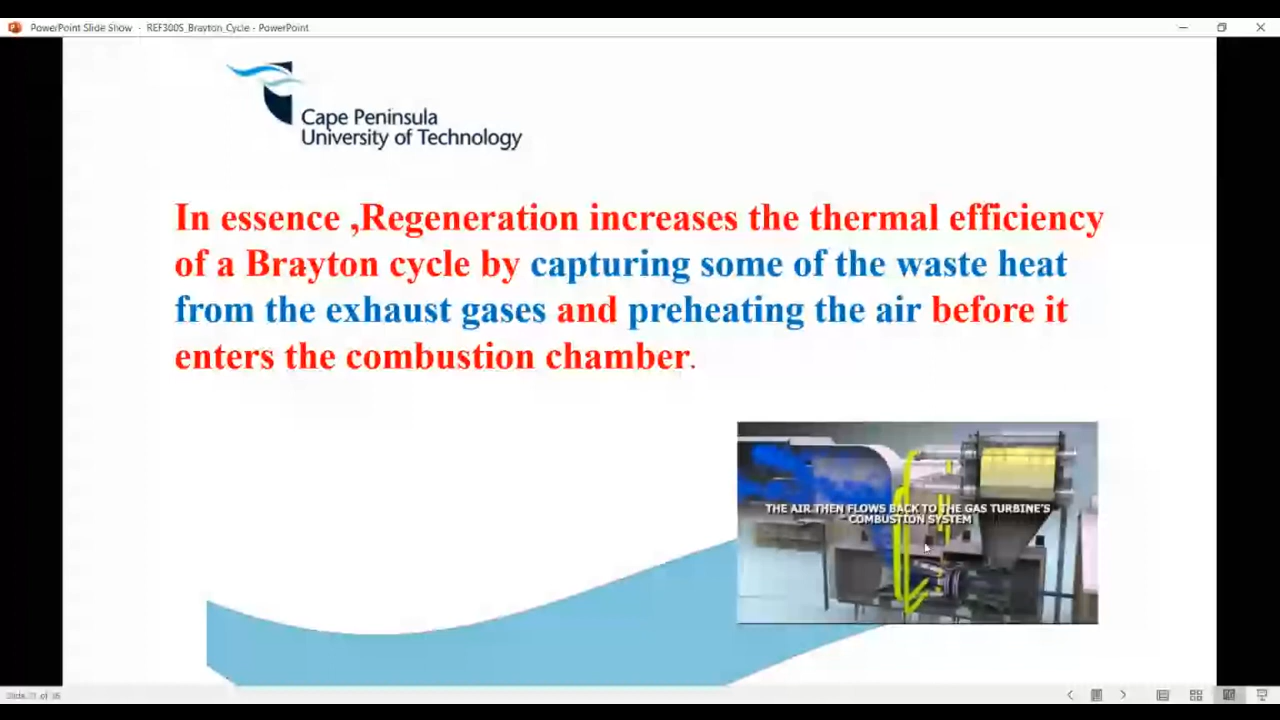 PowerPoint Slide Show - REF300S_Brayton_Cycle - PowerPoint
Cape Peninsula
University of Technology
In essence ,Regeneration increases the thermal efficiency
of a Brayton cycle by capturing some of the waste heat
from the exhaust gases and preheating the air before it
enters the combustion chamber.
THE AIR THEN FLOWS BACK TO THE GAS TURBINE'S
COMBUSTION SYSTEM
Slide of